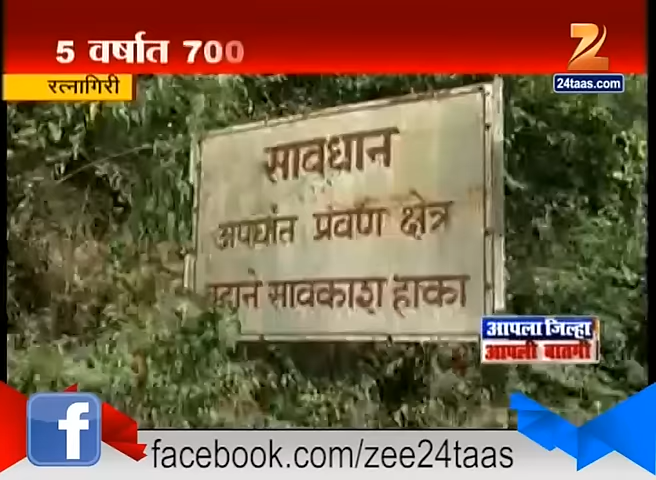 5 वर्षात 700
रत्नागिरी
24taas.com
सावधान
अपघात प्रवण क्षेत्र
सावकाश हाका
आपला जिल्हा
आपली बातमी
facebook.com/zee24taas